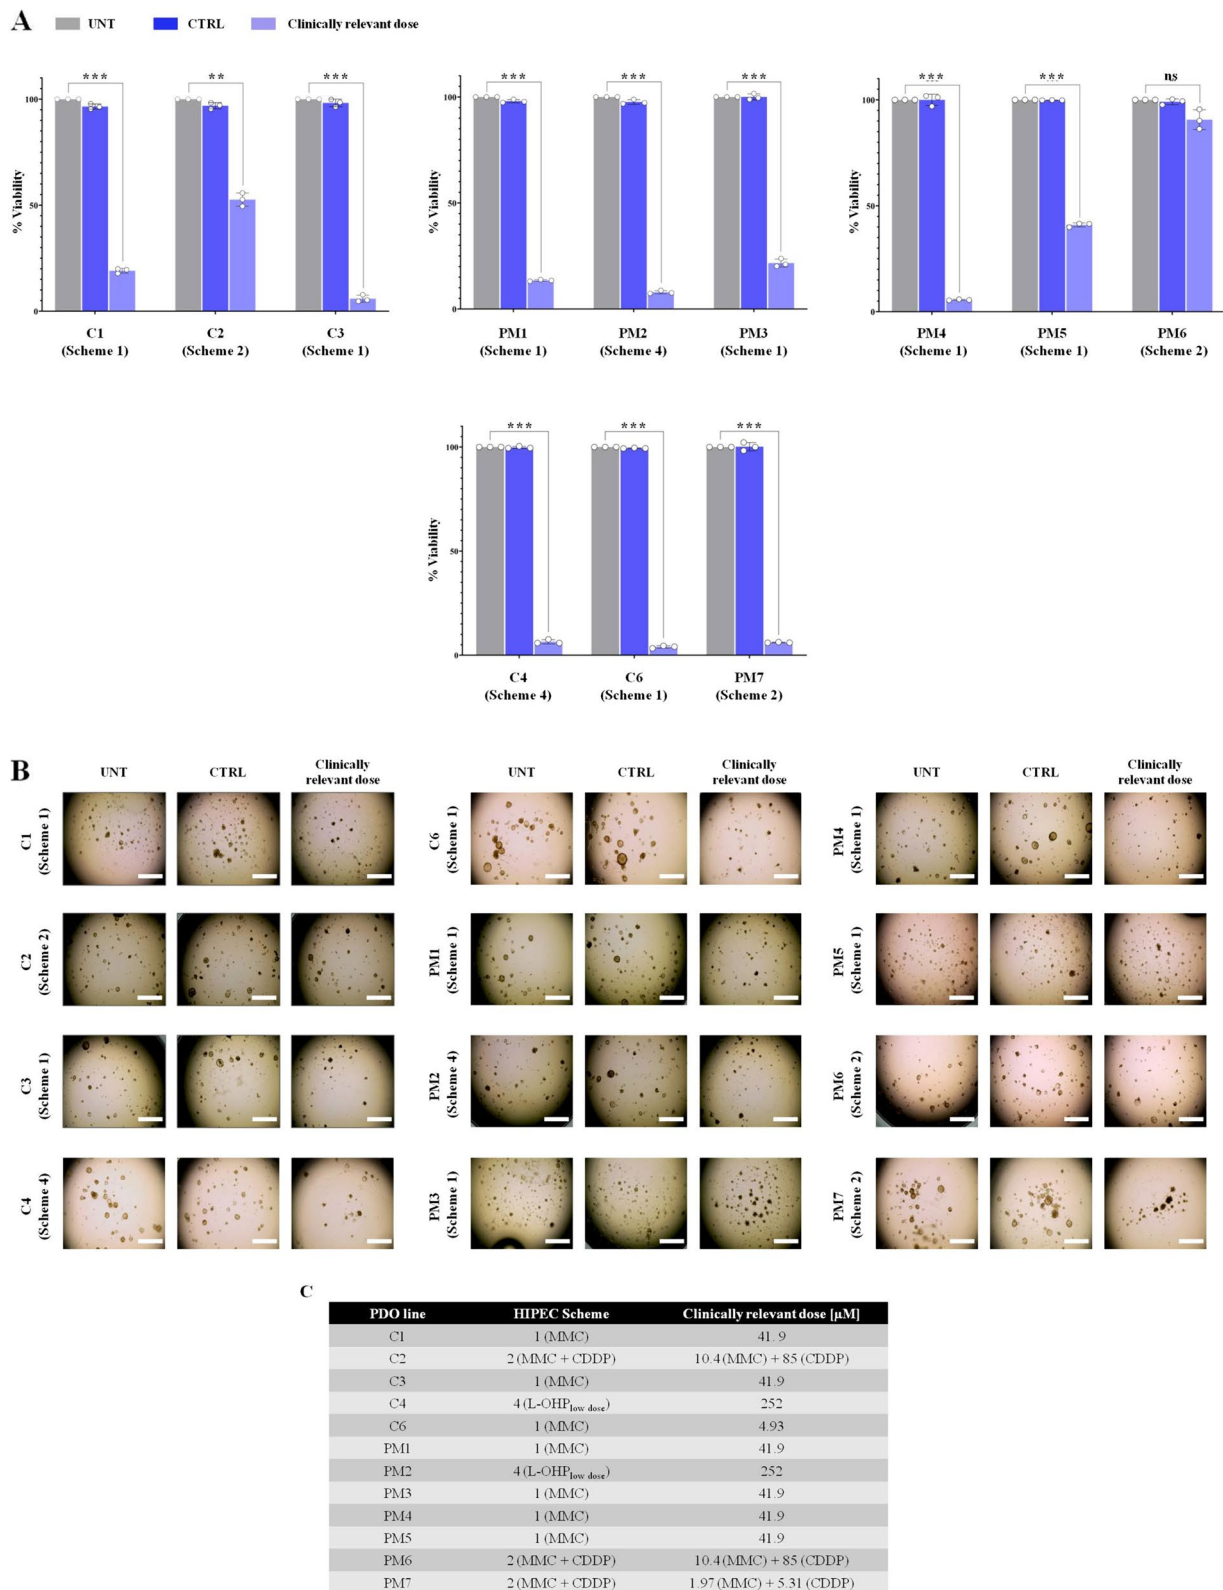 A
UNT CTRL Clinically relevant dose
*** ** ***
% Viability
100
50
0
C1 C2 C3
(Scheme 1) (Scheme 2) (Scheme 1)
*** *** ***
% Viability
100
50
0
PM1 PM2 PM3
(Scheme 1) (Scheme 4) (Scheme 1)
*** *** ns
% Viability
100
50
0
PM4 PM5 PM6
(Scheme 1) (Scheme 1) (Scheme 2)
*** *** ***
% Viability
100
50
0
C4 C6 PM7
(Scheme 4) (Scheme 1) (Scheme 2)
B
UNT CTRL Clinically relevant dose
UNT CTRL Clinically relevant dose
UNT CTRL Clinically relevant dose
C1 (Scheme 1)
C6 (Scheme 1)
PM4 (Scheme 1)
C2 (Scheme 2)
PM1 (Scheme 1)
PM5 (Scheme 1)
C3 (Scheme 1)
PM2 (Scheme 4)
PM6 (Scheme 2)
C4 (Scheme 4)
PM3 (Scheme 1)
PM7 (Scheme 2)
C
PDO line HIPEC Scheme Clinically relevant dose [µM]
C1 1 (MMC) 41.9
C2 2 (MMC + CDDP) 10.4 (MMC) + 85 (CDDP)
C3 1 (MMC) 41.9
C4 4 (L-OHPlow dose) 252
C6 1 (MMC) 4.93
PM1 1 (MMC) 41.9
PM2 4 (L-OHPlow dose) 252
PM3 1 (MMC) 41.9
PM4 1 (MMC) 41.9
PM5 1 (MMC) 41.9
PM6 2 (MMC + CDDP) 10.4 (MMC) + 85 (CDDP)
PM7 2 (MMC + CDDP) 1.97 (MMC) + 5.31 (CDDP)